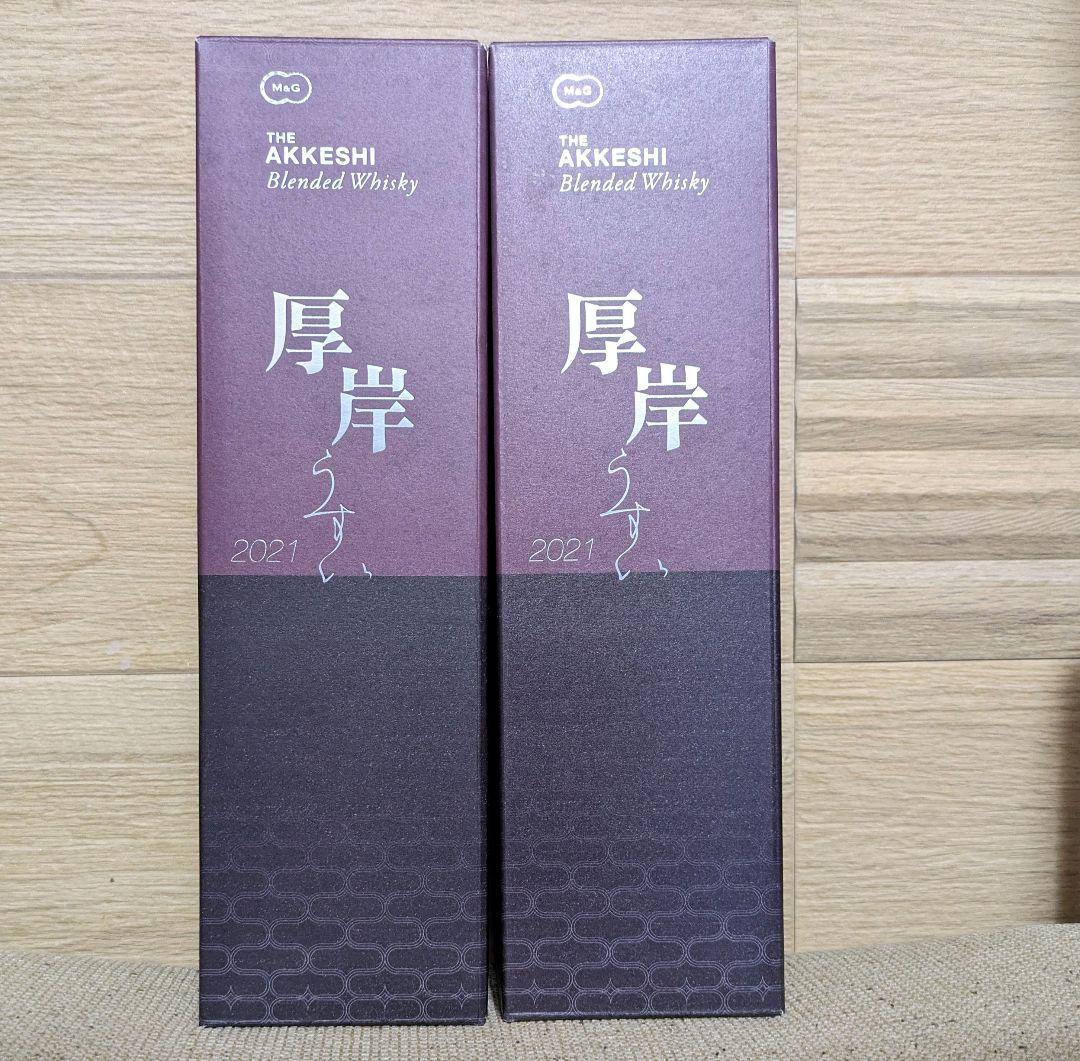 M&G
THE
AKKESHI
Blended Whisky
厚岸
うすい
2021
M&G
THE
AKKESHI
Blended Whisky
厚岸
うすい
2021